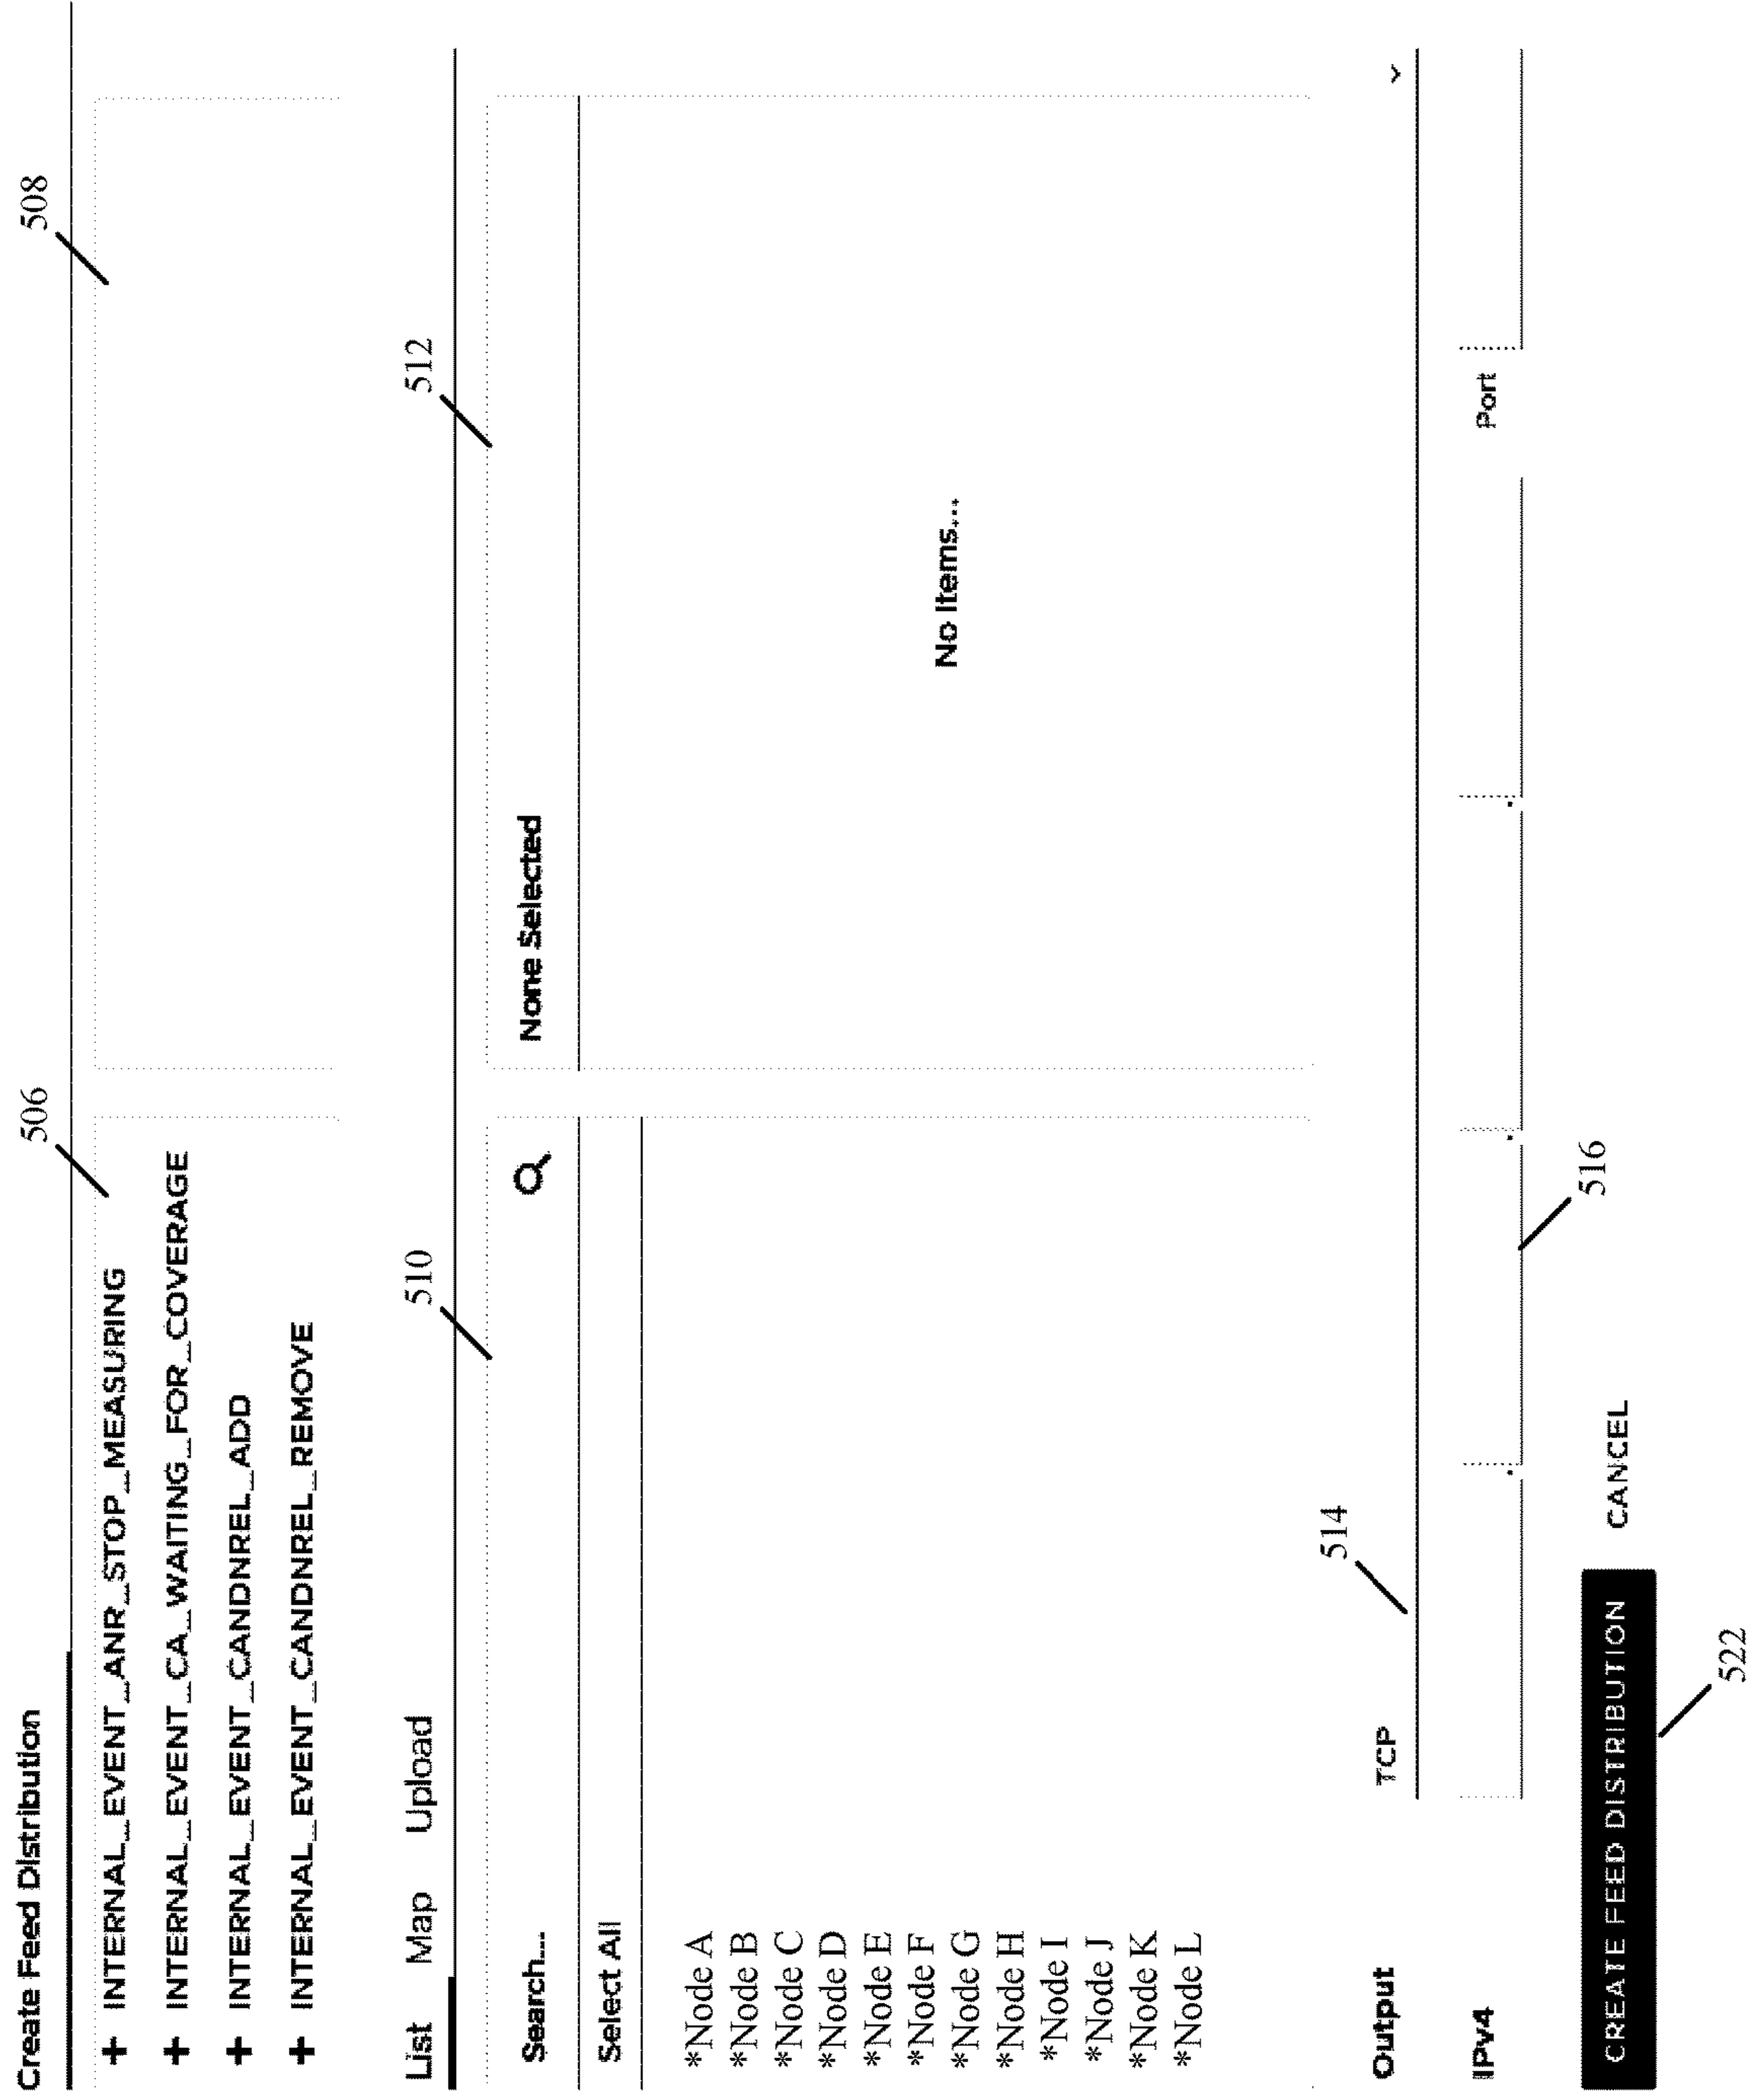 Create Feed Distribution
506
508
+ INTERNAL_EVENT_ANR_STOP_MEASURING
+ INTERNAL_EVENT_CA_WAITING_FOR_COVERAGE
+ INTERNAL_EVENT_CANDNREL_ADD
+ INTERNAL_EVENT_CANDNREL_REMOVE
List Map Upload
510
512
Search...
None Selected
Select All
*Node A
*Node B
*Node C
*Node D
*Node E
*Node F
*Node G
*Node H
*Node I
*Node J
*Node K
*Node L
No Items...
514
Output TCP
IPv4 . . . Port
516
CREATE FEED DISTRIBUTION CANCEL
522